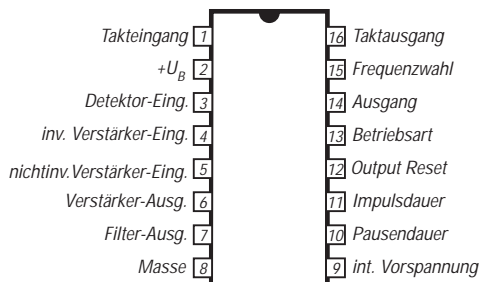 Takteingang 1 16 Taktausgang
+UB 2 15 Frequenzwahl
Detektor-Eing. 3 14 Ausgang
inv. Verstärker-Eing. 4 13 Betriebsart
nichtinv.Verstärker-Eing. 5 12 Output Reset
Verstärker-Ausg. 6 11 Impulsdauer
Filter-Ausg. 7 10 Pausendauer
Masse 8 9 int. Vorspannung